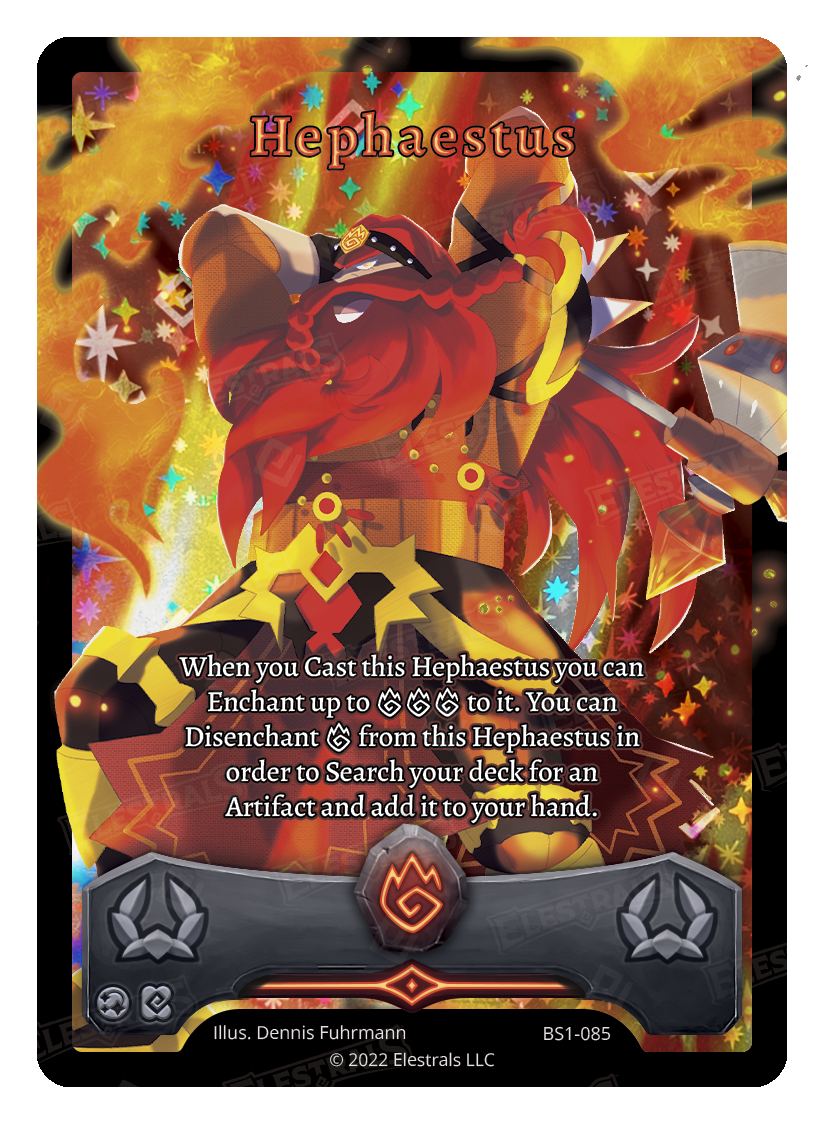 Hephaestus
When you Cast this Hephaestus you can
Enchant up to to it. You can
Disenchant from this Hephaestus in
order to Search your deck for an
Artifact and add it to your hand.
Illus. Dennis Fuhrmann
BS1-085
© 2022 Elestrals LLC
ELESTRALS